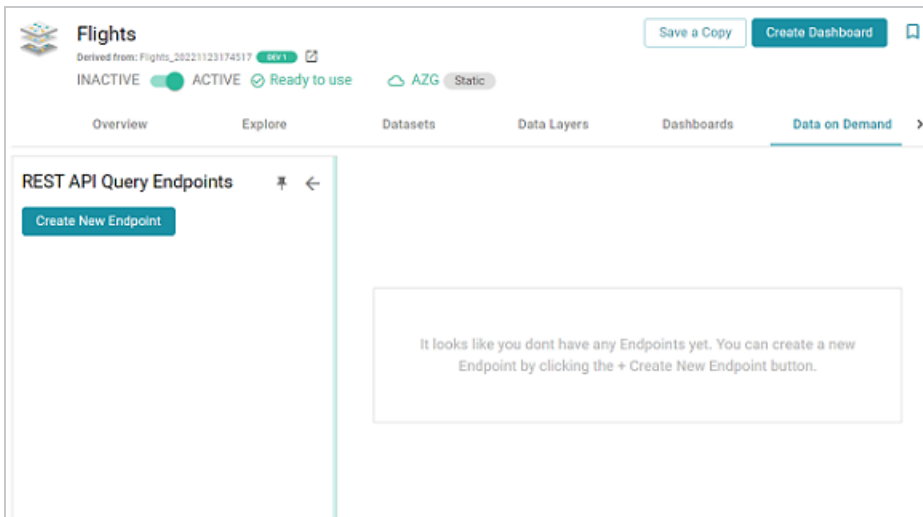 Flights
Save a Copy
Create Dashboard
Derived from: Flights_20221123174517 DEV 1
INACTIVE ACTIVE Ready to use AZG Static
Overview Explore Datasets Data Layers Dashboards Data on Demand
REST API Query Endpoints
Create New Endpoint
It looks like you dont have any Endpoints yet. You can create a new
Endpoint by clicking the + Create New Endpoint button.